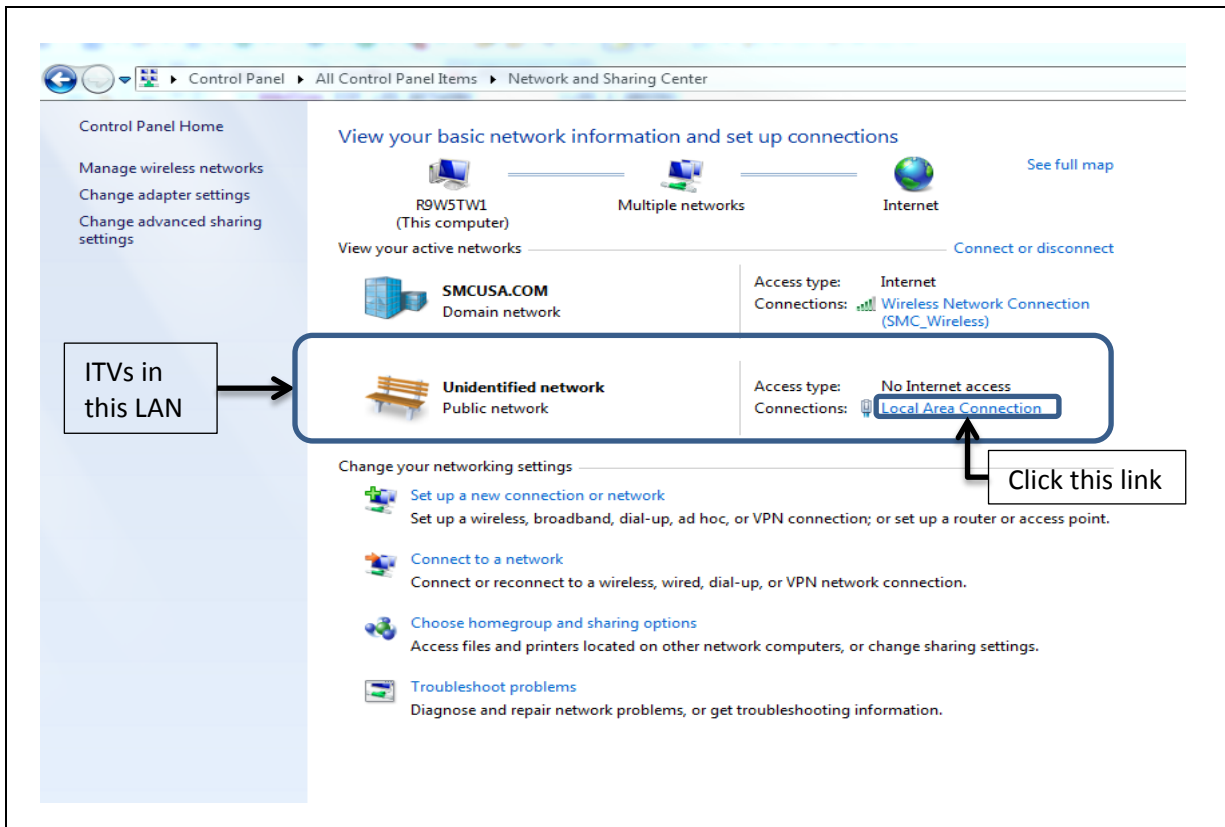 Control Panel ▸ All Control Panel Items ▸ Network and Sharing Center
Control Panel Home
Manage wireless networks
Change adapter settings
Change advanced sharing
settings
View your basic network information and set up connections
See full map
R9W5TW1
(This computer)
Multiple networks
Internet
View your active networks
Connect or disconnect
SMCUSA.COM
Domain network
Access type: Internet
Connections: Wireless Network Connection
(SMC_Wireless)
ITVs in
this LAN
Unidentified network
Public network
Access type: No Internet access
Connections: Local Area Connection
Click this link
Change your networking settings
Set up a new connection or network
Set up a wireless, broadband, dial-up, ad hoc, or VPN connection; or set up a router or access point.
Connect to a network
Connect or reconnect to a wireless, wired, dial-up, or VPN network connection.
Choose homegroup and sharing options
Access files and printers located on other network computers, or change sharing settings.
Troubleshoot problems
Diagnose and repair network problems, or get troubleshooting information.